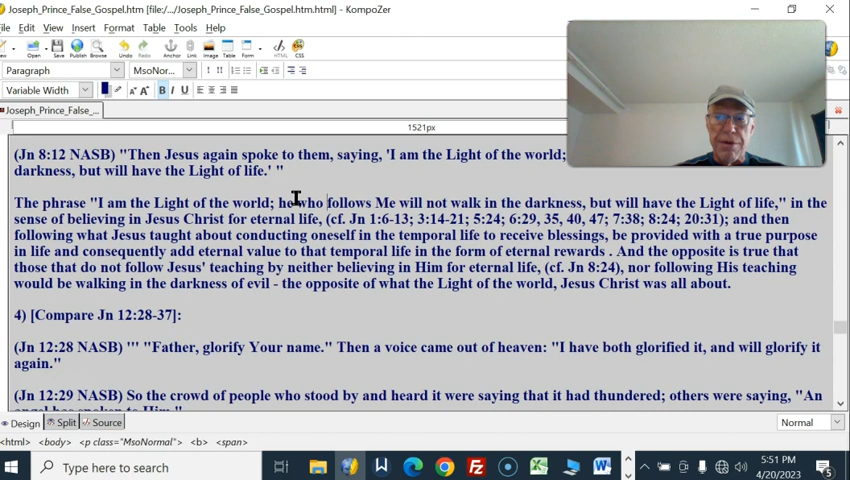 Joseph_Prince_False_Gospel.htm [file:/.../Joseph_Prince_False_Gospel.htm.html] - KompoZer
File Edit View Insert Format Table Tools Help
Open Save Publish Browse Undo Redo Anchor Link Image Table Form HTML CSS
Paragraph MsoNormal
Variable Width B I U
Joseph_Prince_False_...
1521px
(Jn 8:12 NASB) "Then Jesus again spoke to them, saying, 'I am the Light of the world;
darkness, but will have the Light of life.' "
The phrase "I am the Light of the world; he who follows Me will not walk in the darkness, but will have the Light of life," in the
sense of believing in Jesus Christ for eternal life, (cf. Jn 1:6-13; 3:14-21; 5:24; 6:29, 35, 40, 47; 7:38; 8:24; 20:31); and then
following what Jesus taught about conducting oneself in the temporal life to receive blessings, be provided with a true purpose
in life and consequently add eternal value to that temporal life in the form of eternal rewards . And the opposite is true that
those that do not follow Jesus' teaching by neither believing in Him for eternal life, (cf. Jn 8:24), nor following His teaching
would be walking in the darkness of evil - the opposite of what the Light of the world, Jesus Christ was all about.
4) [Compare Jn 12:28-37]:
(Jn 12:28 NASB) "' "Father, glorify Your name." Then a voice came out of heaven: "I have both glorified it, and will glorify it
again."
(Jn 12:29 NASB) So the crowd of people who stood by and heard it were saying that it had thundered; others were saying, "An
angel has spoken to Him."
Design Split Source Normal
<html> <body> <p class="MsoNormal"> <b> <span>
Type here to search
5:51 PM
4/20/2023
5